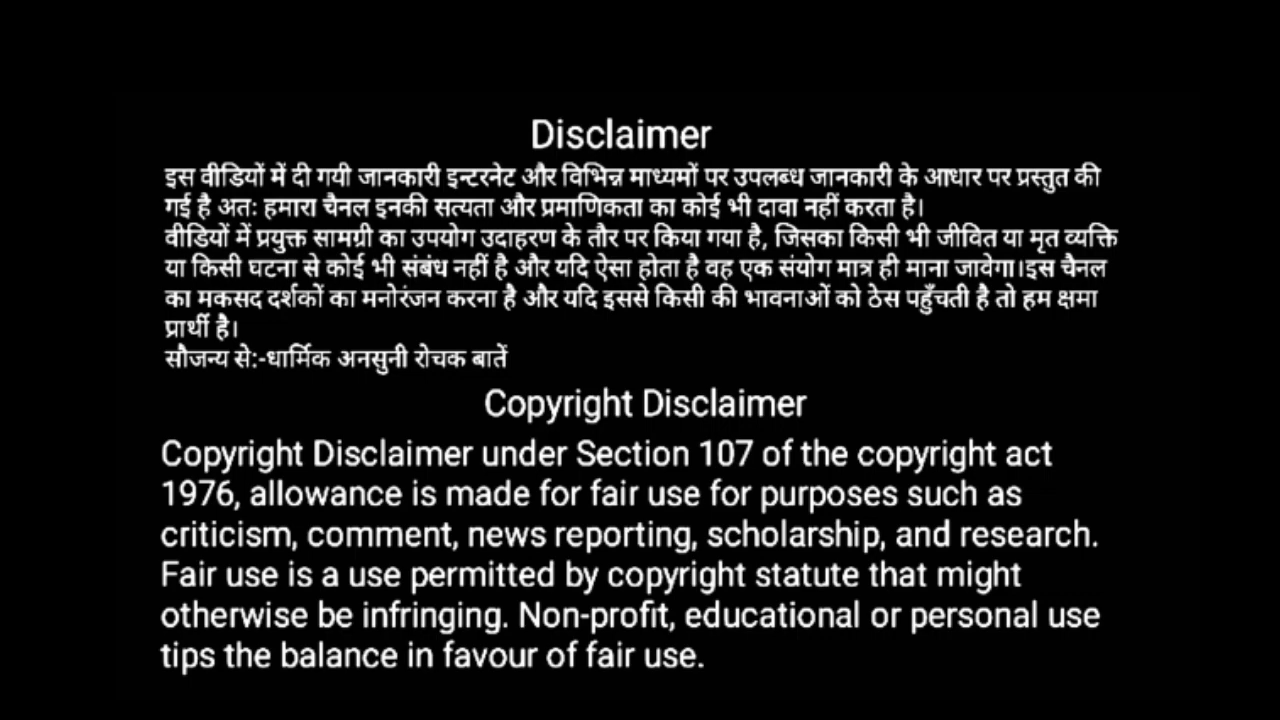 Disclaimer
इस वीडियों में दी गयी जानकारी इन्टरनेट और विभिन्न माध्यमों पर उपलब्ध जानकारी के आधार पर प्रस्तुत की
गई है अतः हमारा चैनल इनकी सत्यता और प्रमाणिकता का कोई भी दावा नहीं करता है।
वीडियों में प्रयुक्त सामग्री का उपयोग उदाहरण के तौर पर किया गया है, जिसका किसी भी जीवित या मृत व्यक्ति
या किसी घटना से कोई भी संबंध नहीं है और यदि ऐसा होता है वह एक संयोग मात्र ही माना जावेगा।इस चैनल
का मकसद दर्शकों का मनोरंजन करना है और यदि इससे किसी की भावनाओं को ठेस पहुँचती है तो हम क्षमा
प्रार्थी है।
सौजन्य से:-धार्मिक अनसुनी रोचक बातें
Copyright Disclaimer
Copyright Disclaimer under Section 107 of the copyright act
1976, allowance is made for fair use for purposes such as
criticism, comment, news reporting, scholarship, and research.
Fair use is a use permitted by copyright statute that might
otherwise be infringing. Non-profit, educational or personal use
tips the balance in favour of fair use.